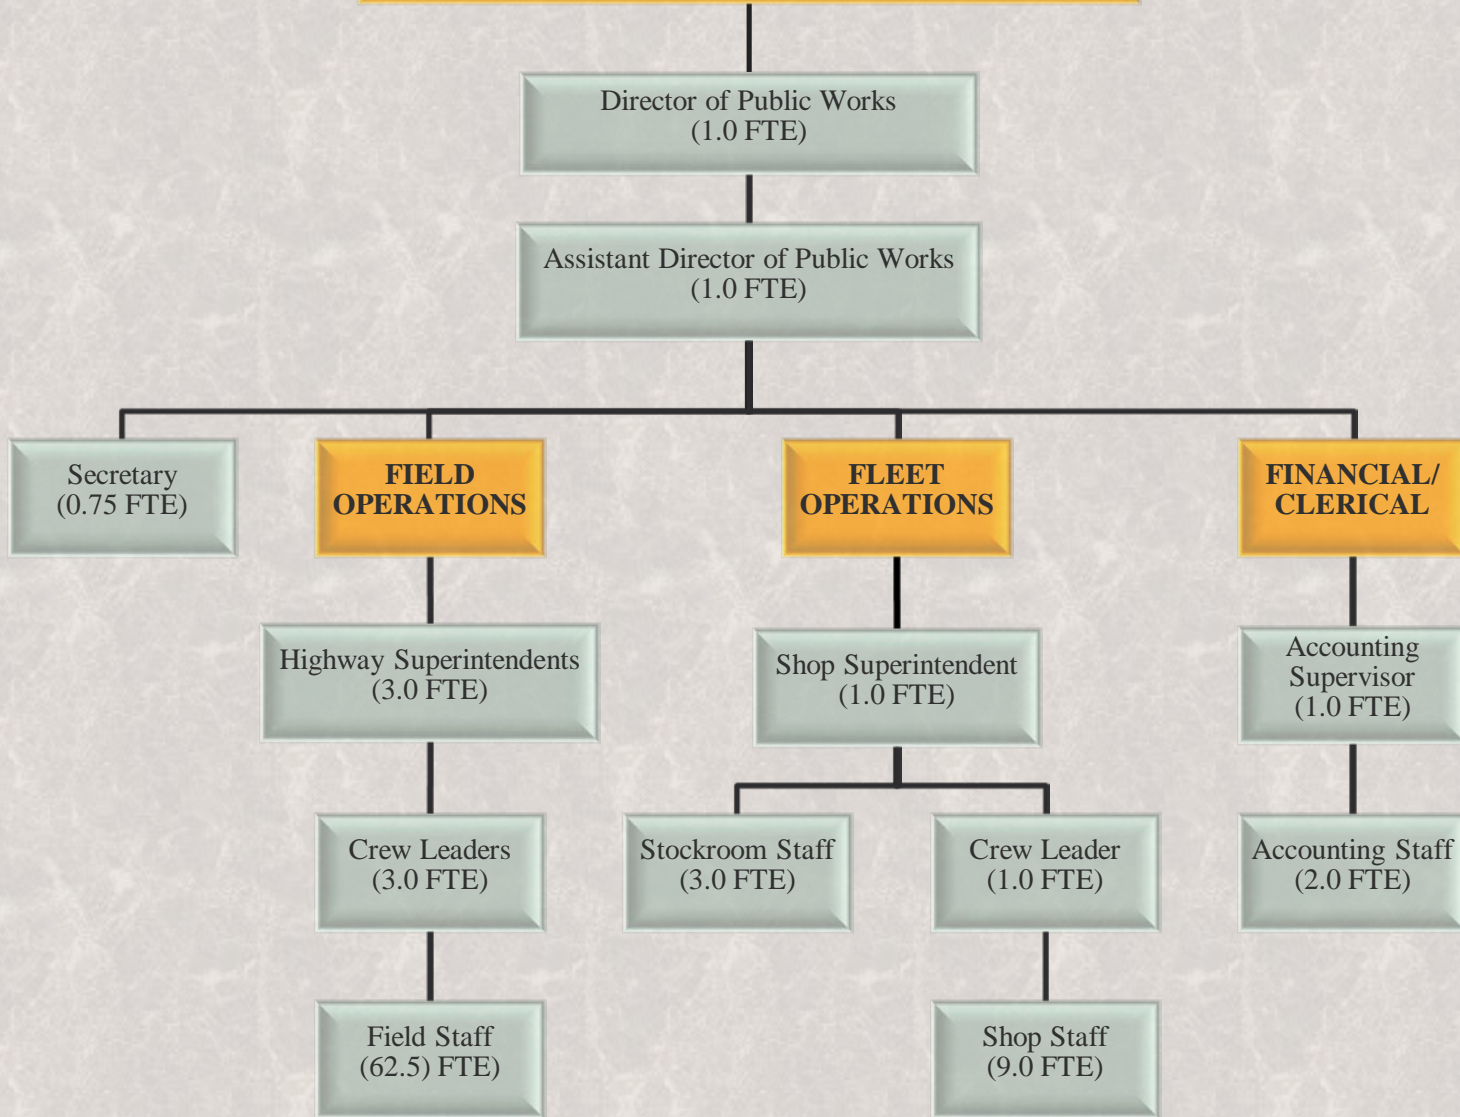 Director of Public Works
(1.0 FTE)
Assistant Director of Public Works
(1.0 FTE)
Secretary
(0.75 FTE)
FIELD
OPERATIONS
FLEET
OPERATIONS
FINANCIAL/
CLERICAL
Highway Superintendents
(3.0 FTE)
Shop Superintendent
(1.0 FTE)
Accounting
Supervisor
(1.0 FTE)
Crew Leaders
(3.0 FTE)
Stockroom Staff
(3.0 FTE)
Crew Leader
(1.0 FTE)
Accounting Staff
(2.0 FTE)
Field Staff
(62.5) FTE)
Shop Staff
(9.0 FTE)